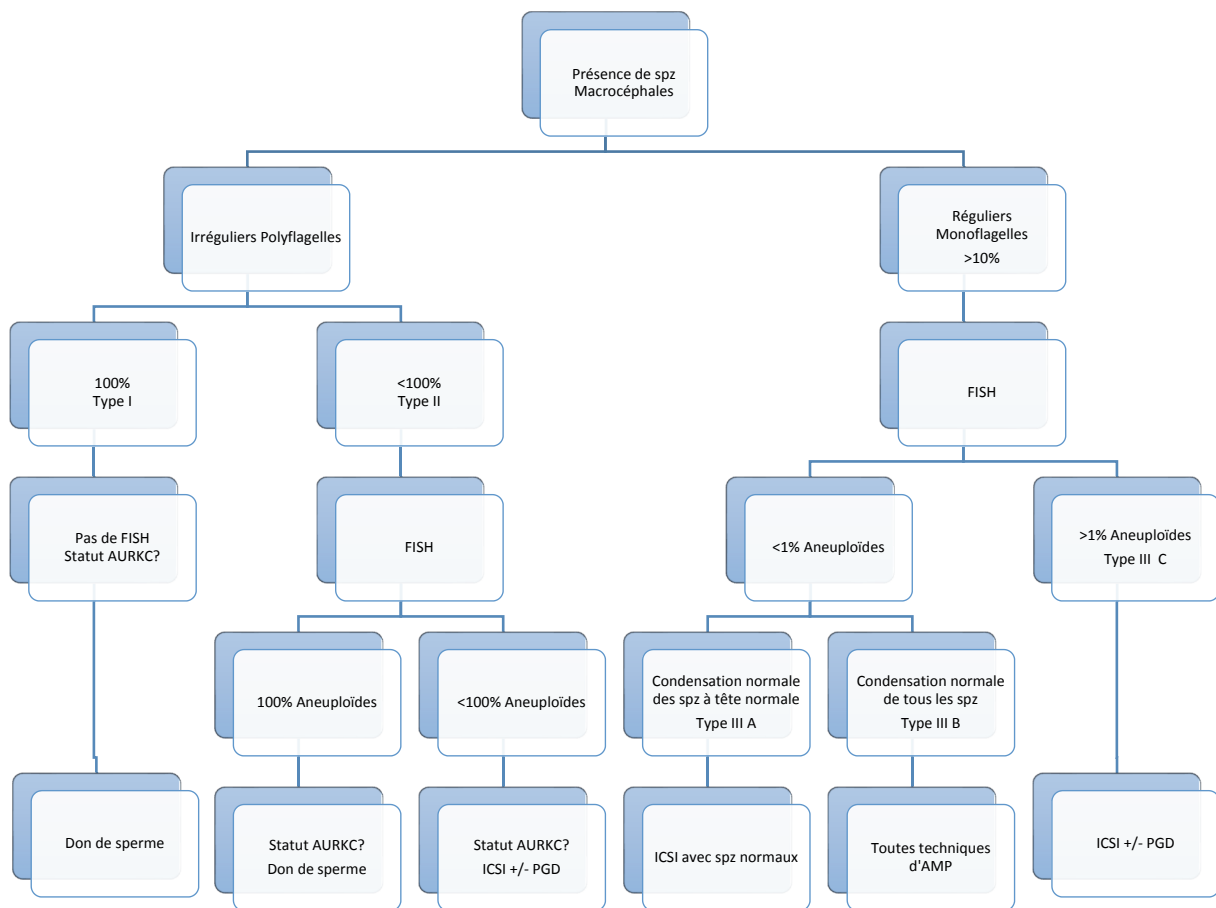 Présence de spz
Macrocéphales
Irréguliers Polyflagelles
Réguliers
Monoflagelles
>10%
100%
Type I
<100%
Type II
FISH
Pas de FISH
Statut AURKC?
FISH
<1% Aneuploïdes
>1% Aneuploïdes
Type III  C
100% Aneuploïdes
<100% Aneuploïdes
Condensation normale
des spz à tête normale
Type III A
Condensation normale
de tous les spz
Type III B
Don de sperme
Statut AURKC?
Don de sperme
Statut AURKC?
ICSI +/- PGD
ICSI avec spz normaux
Toutes techniques
d'AMP
ICSI +/- PGD